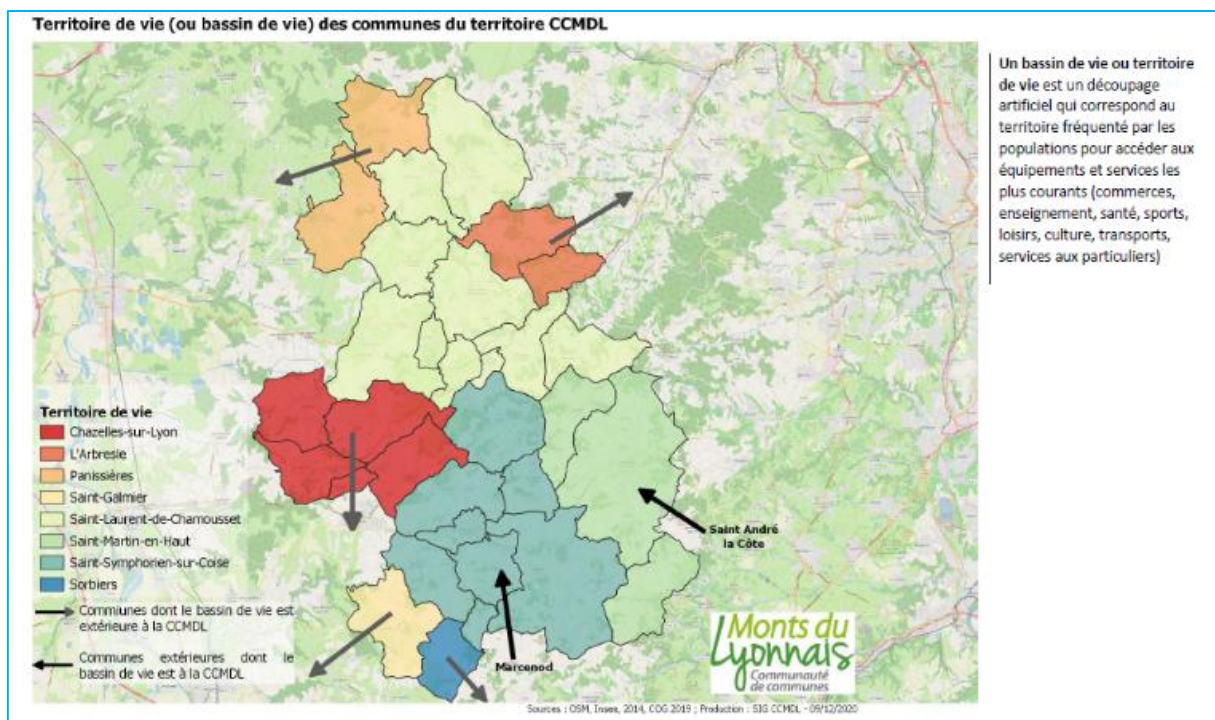 Territoire de vie (ou bassin de vie) des communes du territoire CCMDL
Un bassin de vie ou territoire
de vie est un découpage
artificiel qui correspond au
territoire fréquenté par les
populations pour accéder aux
équipements et services les
plus courants (commerces,
enseignement, santé, sports,
loisirs, culture, transports,
services aux particuliers)
Territoire de vie
Chazelles-sur-Lyon
L'Arbresle
Panissières
Saint-Galmier
Saint-Laurent-de-Chamousset
Saint-Martin-en-Haut
Saint-Symphorien-sur-Coise
Sorbiers
Communes dont le bassin de vie est
extérieure à la CCMDL
Communes extérieures dont le
bassin de vie est à la CCMDL
Saint André
la Côte
Marcenod
Monts du
Lyonnais
Communauté
de communes
Sources : OSM, Insee, 2014, COG 2019 ; Production : SIG CCMDL - 09/12/2020